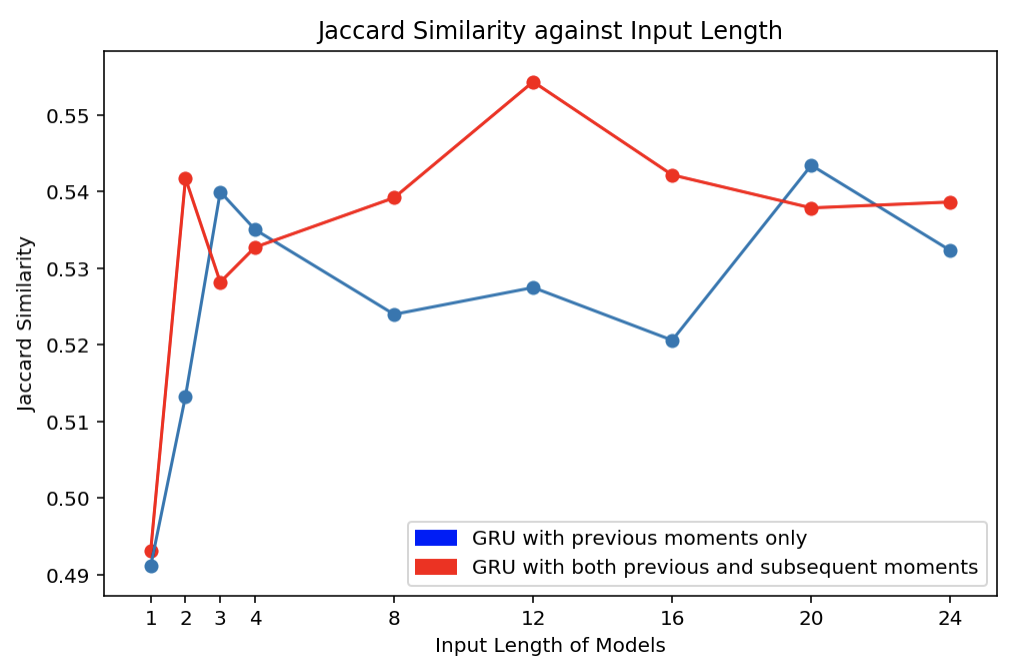 Jaccard Similarity against Input Length
Jaccard Similarity
0.55
0.54
0.53
0.52
0.51
0.50
0.49
GRU with previous moments only
GRU with both previous and subsequent moments
1 2 3 4 8 12 16 20 24
Input Length of Models